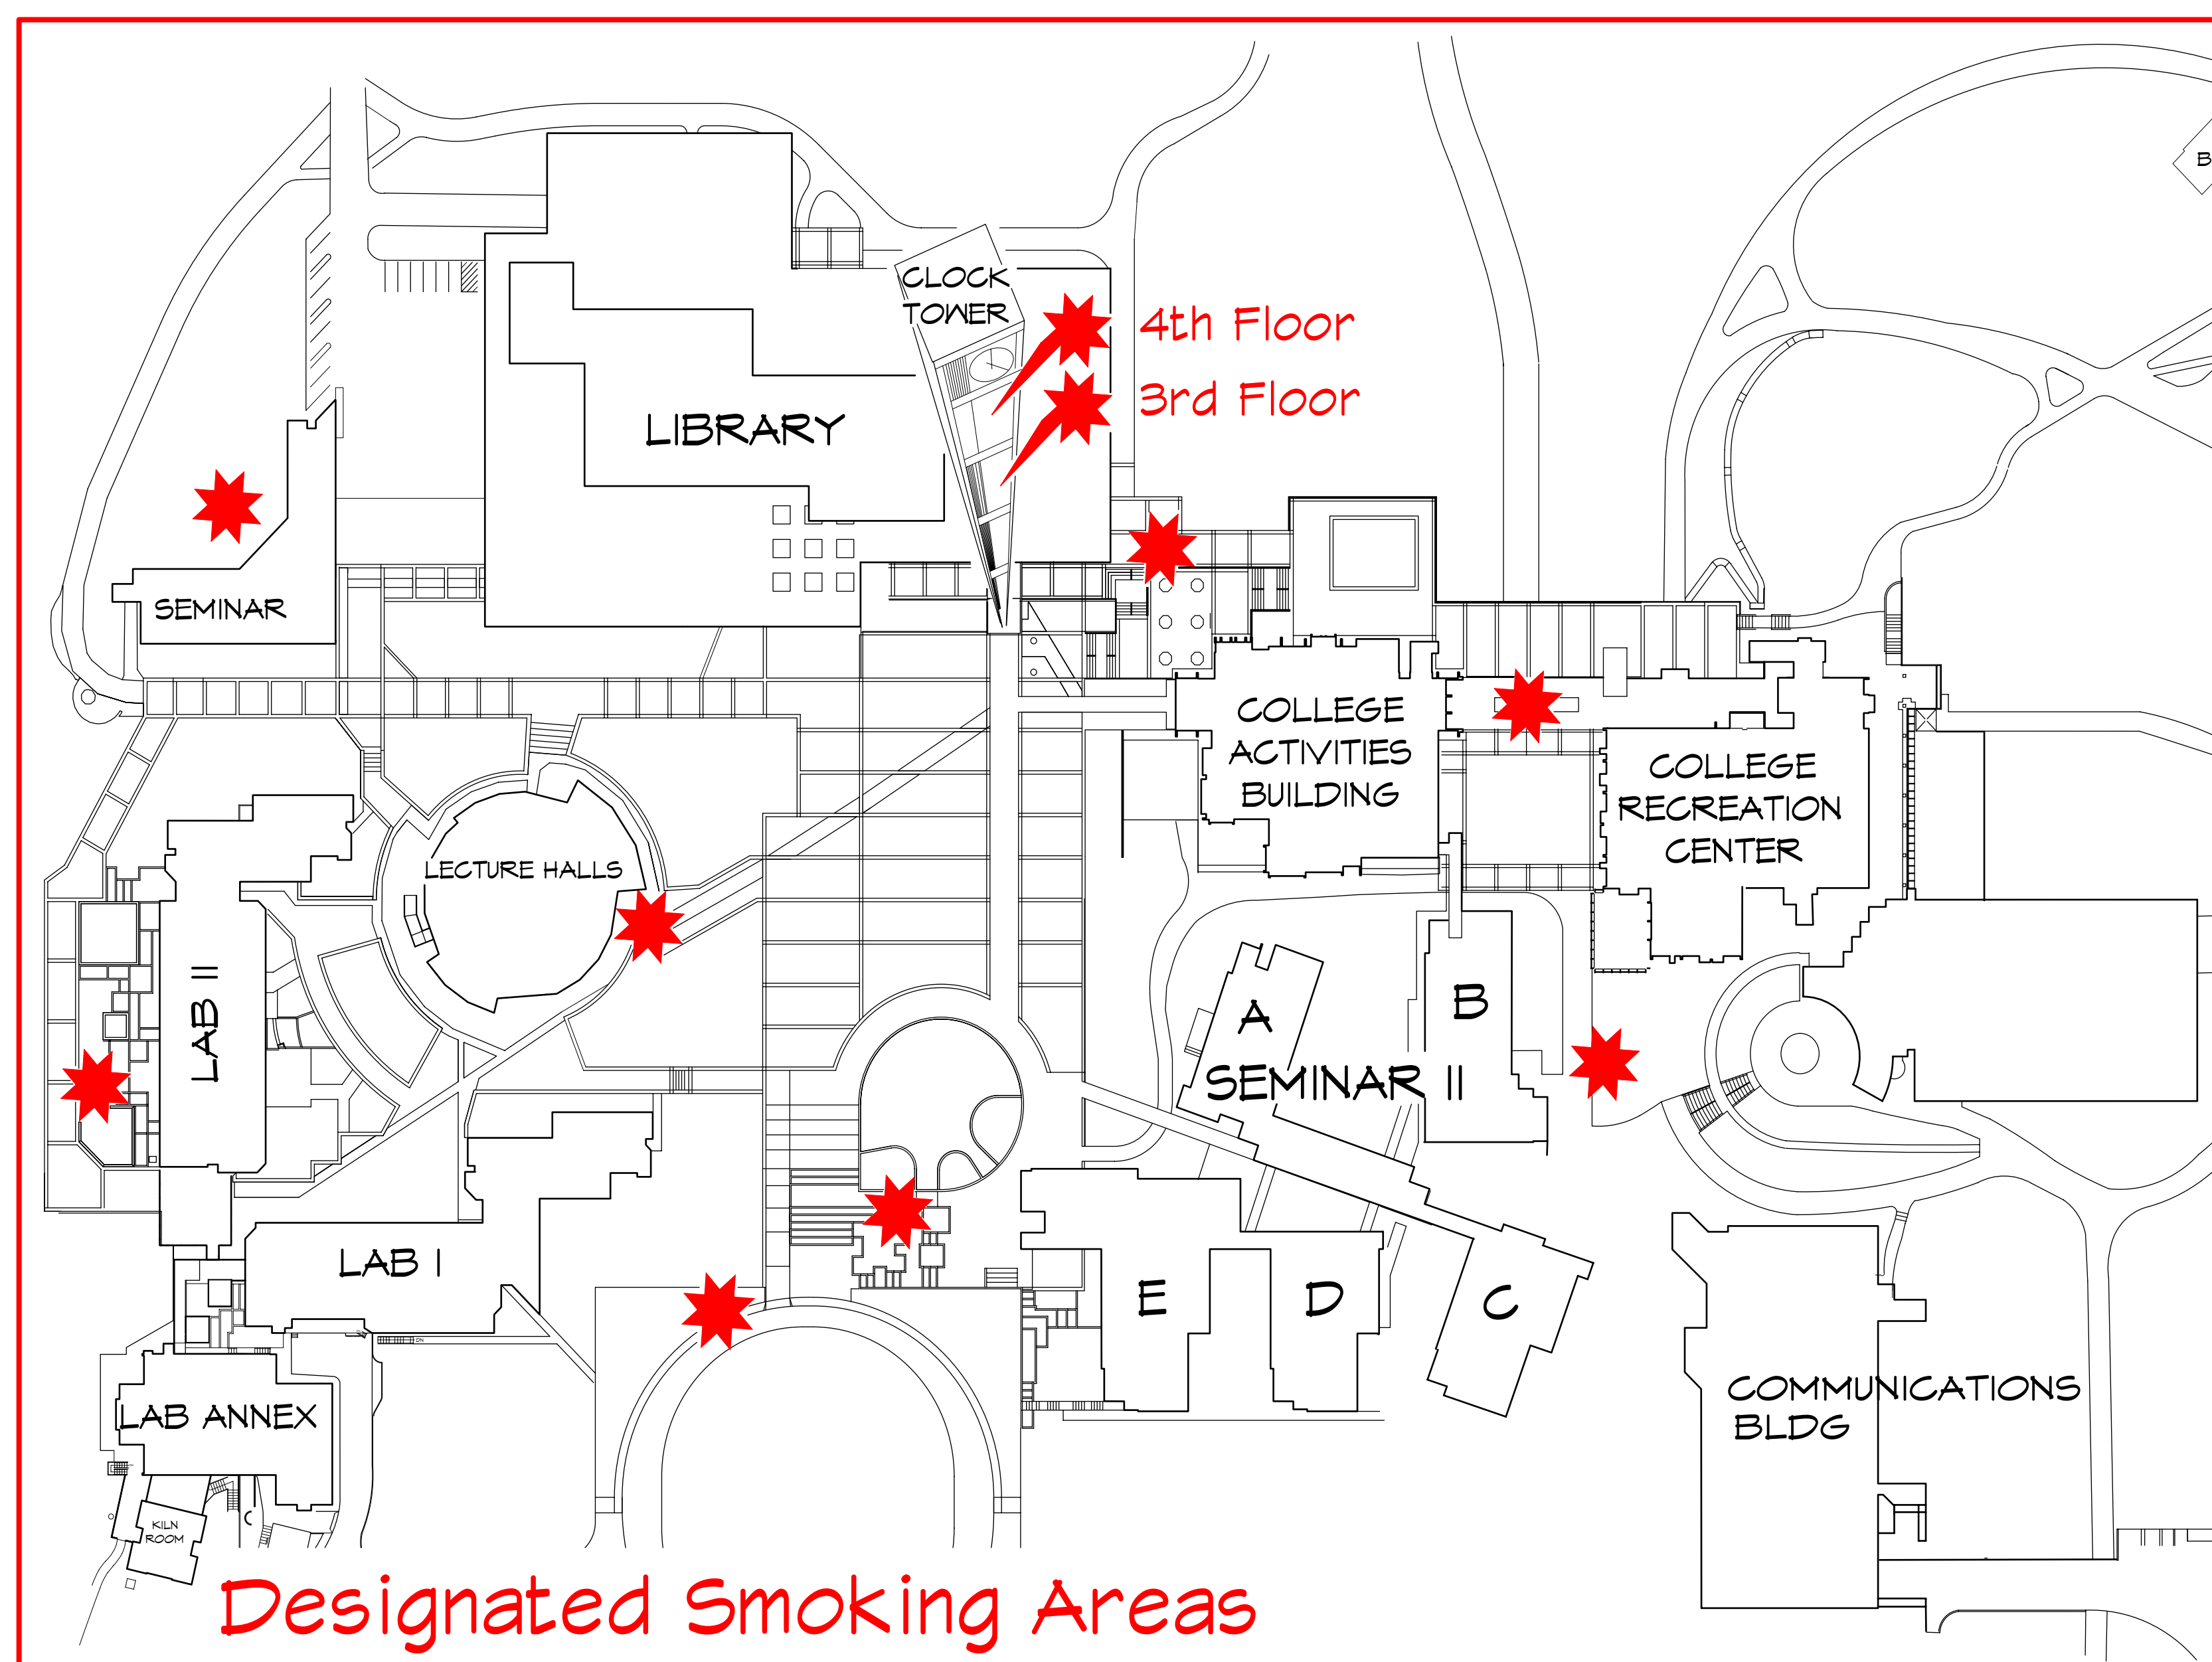 B
CLOCK
TOWER
4th Floor
3rd Floor
LIBRARY
SEMINAR
COLLEGE
ACTIVITIES
BUILDING
COLLEGE
RECREATION
CENTER
LECTURE HALLS
LAB II
A
B
SEMINAR II
LAB I
E
D
C
COMMUNICATIONS
BLDG
LAB ANNEX
KILN
ROOM
Designated Smoking Areas